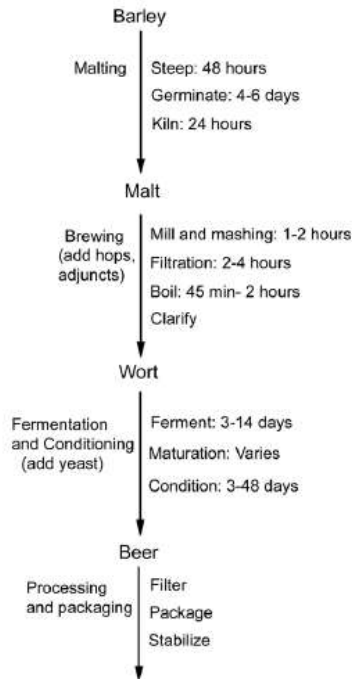 Barley
Malting
Steep: 48 hours
Germinate: 4-6 days
Kiln: 24 hours
Malt
Brewing
(add hops,
adjuncts)
Mill and mashing: 1-2 hours
Filtration: 2-4 hours
Boil: 45 min- 2 hours
Clarify
Wort
Fermentation
and Conditioning
(add yeast)
Ferment: 3-14 days
Maturation: Varies
Condition: 3-48 days
Beer
Processing
and packaging
Filter
Package
Stabilize